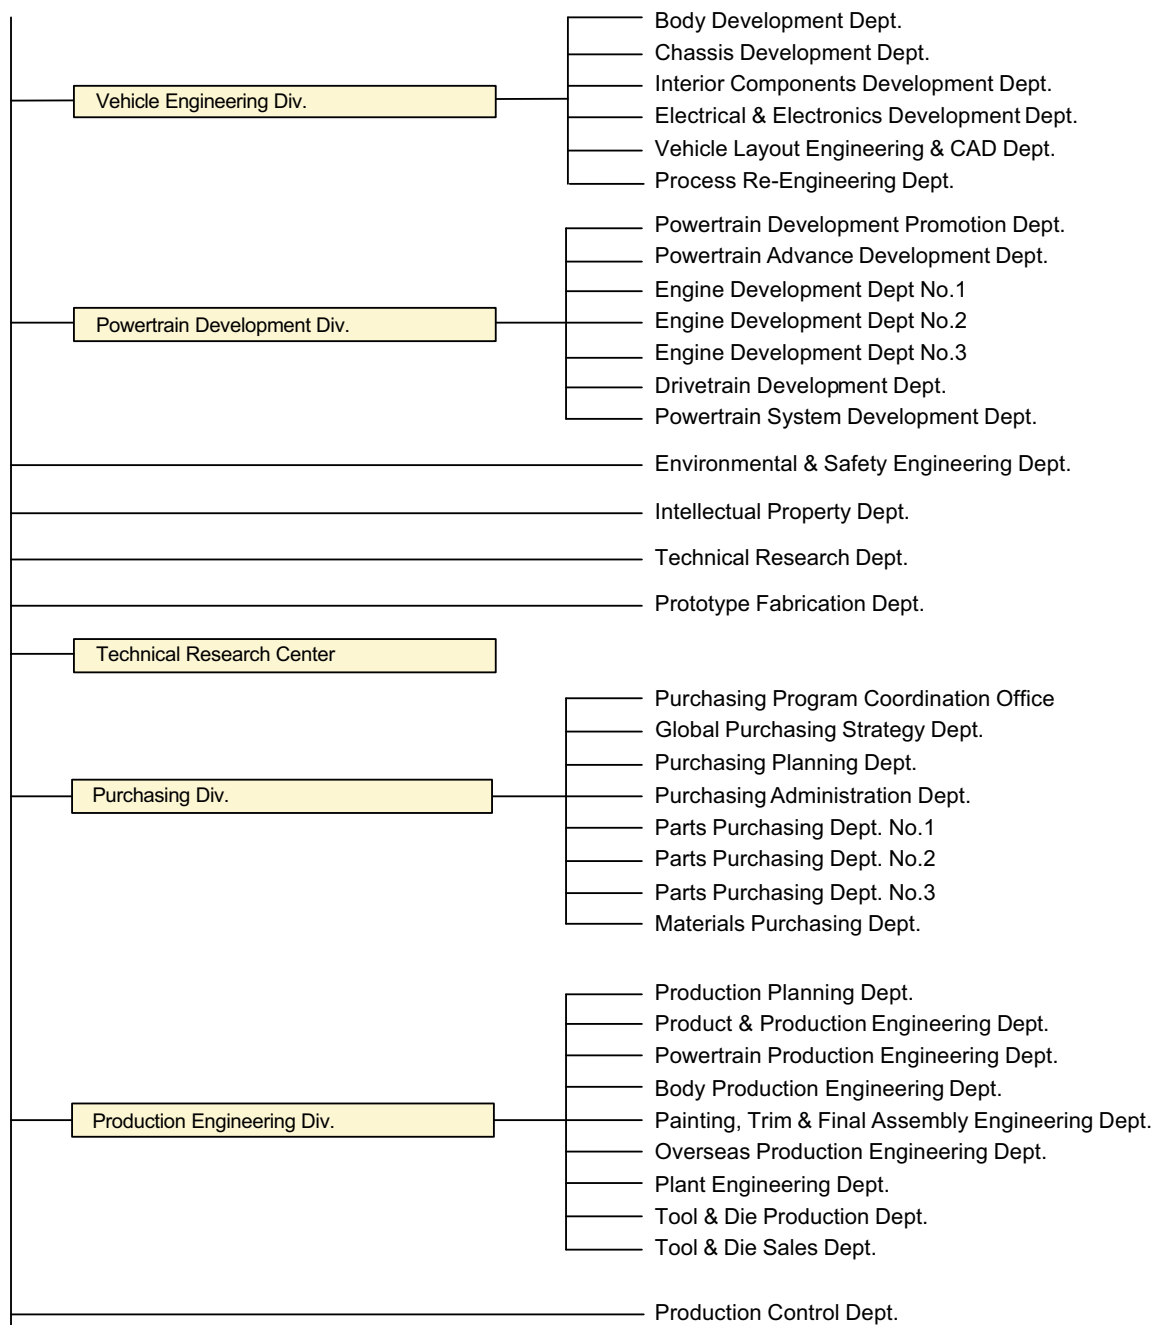 Body Development Dept.
Chassis Development Dept.
Vehicle Engineering Div.
Interior Components Development Dept.
Electrical & Electronics Development Dept.
Vehicle Layout Engineering & CAD Dept.
Process Re-Engineering Dept.
Powertrain Development Promotion Dept.
Powertrain Advance Development Dept.
Engine Development Dept No.1
Powertrain Development Div.
Engine Development Dept No.2
Engine Development Dept No.3
Drivetrain Development Dept.
Powertrain System Development Dept.
Environmental & Safety Engineering Dept.
Intellectual Property Dept.
Technical Research Dept.
Prototype Fabrication Dept.
Technical Research Center
Purchasing Program Coordination Office
Global Purchasing Strategy Dept.
Purchasing Planning Dept.
Purchasing Div.
Purchasing Administration Dept.
Parts Purchasing Dept. No.1
Parts Purchasing Dept. No.2
Parts Purchasing Dept. No.3
Materials Purchasing Dept.
Production Planning Dept.
Product & Production Engineering Dept.
Powertrain Production Engineering Dept.
Body Production Engineering Dept.
Production Engineering Div.
Painting, Trim & Final Assembly Engineering Dept.
Overseas Production Engineering Dept.
Plant Engineering Dept.
Tool & Die Production Dept.
Tool & Die Sales Dept.
Production Control Dept.